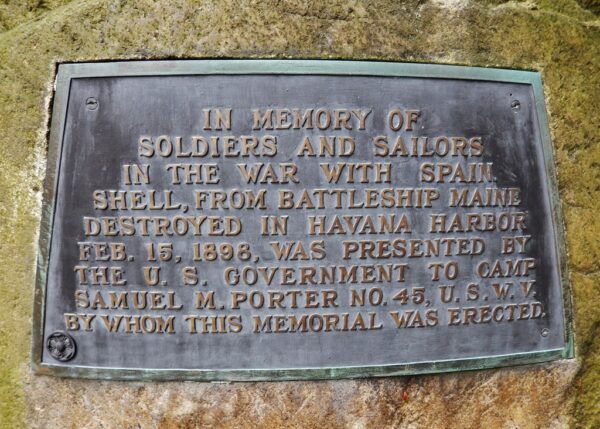 IN MEMORY OF
SOLDIERS AND SAILORS
IN THE WAR WITH SPAIN.
SHELL, FROM BATTLESHIP MAINE
DESTROYED IN HAVANA HARBOR
FEB. 15, 1898, WAS PRESENTED BY
THE U. S. GOVERNMENT TO CAMP
SAMUEL M. PORTER NO. 45, U. S. W. V.
BY WHOM THIS MEMORIAL WAS ERECTED.